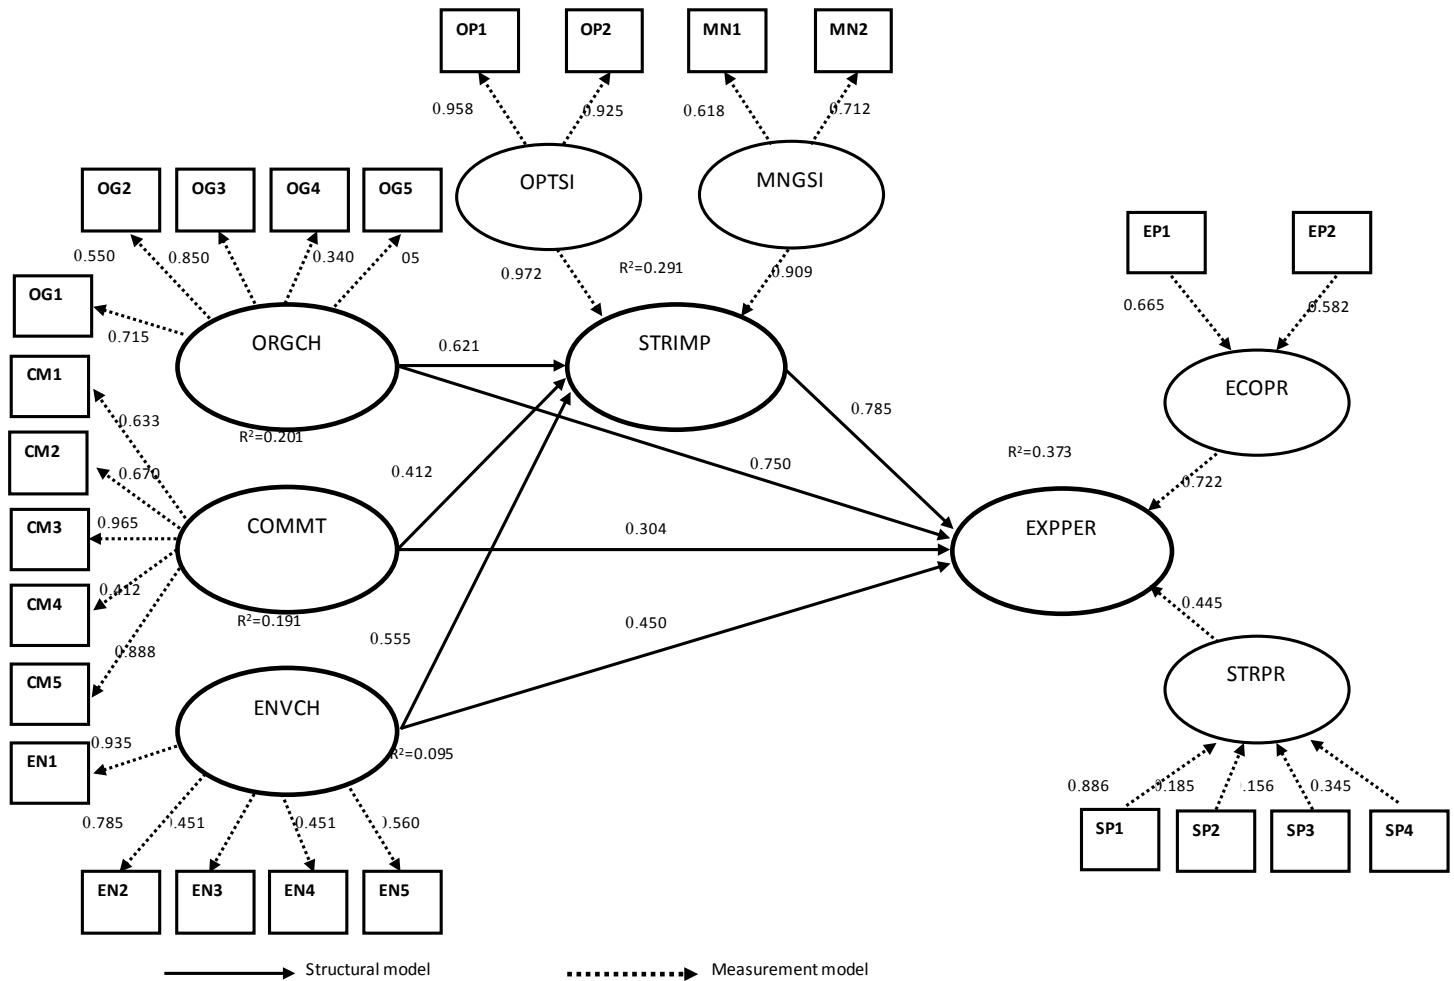 OP1
OP2
MN1
MN2
0.958
0.925
0.618
0.712
OPTSI
MNGSI
OG2
OG3
OG4
OG5
0.550
0.850
0.340
05
0.972
R²=0.291
0.909
EP1
EP2
0.665
0.582
OG1
0.715
ORGCH
0.621
STRIMP
ECOPR
CM1
0.633
R²=0.201
0.785
CM2
0.670
0.412
0.750
R²=0.373
0.722
CM3
0.965
COMMT
0.304
EXPPER
CM4
0.412
R²=0.191
0.555
0.450
0.445
CM5
0.888
ENVCH
STRPR
EN1
0.935
R²=0.095
0.785
.451
0.451
.560
0.886
0.185
.156
0.345
SP1
SP2
SP3
SP4
EN2
EN3
EN4
EN5
Structural model
Measurement model